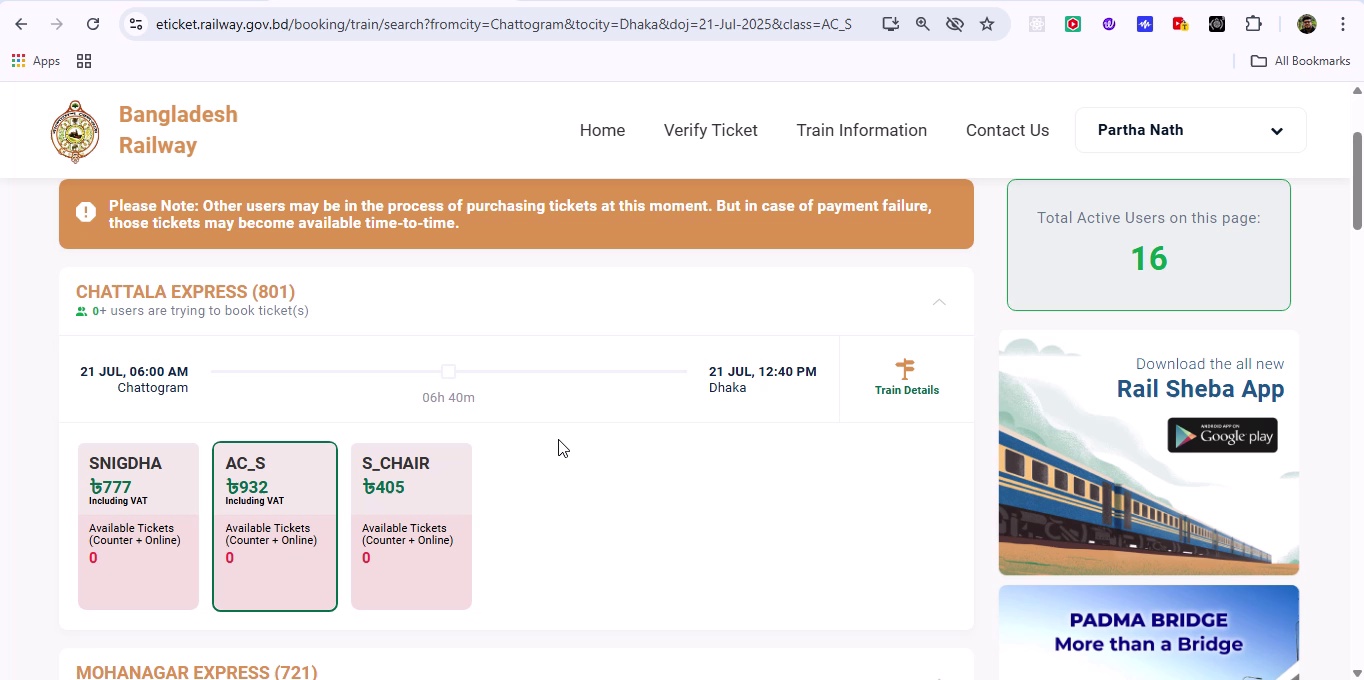 eticket.railway.gov.bd/booking/train/search?fromcity=Chattogram&tocity=Dhaka&doj=21-Jul-2025&class=AC_S
Apps
All Bookmarks
Bangladesh
Railway
Home
Verify Ticket
Train Information
Contact Us
Partha Nath
Please Note: Other users may be in the process of purchasing tickets at this moment. But in case of payment failure,
those tickets may become available time-to-time.
Total Active Users on this page:
16
CHATTALA EXPRESS (801)
0+ users are trying to book ticket(s)
21 JUL, 06:00 AM
Chattogram
06h 40m
21 JUL, 12:40 PM
Dhaka
Train Details
SNIGDHA
৳777
Including VAT
Available Tickets
(Counter + Online)
0
AC_S
৳932
Including VAT
Available Tickets
(Counter + Online)
0
S_CHAIR
৳405
Available Tickets
(Counter + Online)
0
Download the all new
Rail Sheba App
ANDROID APP ON
Google play
PADMA BRIDGE
More than a Bridge
MOHANAGAR EXPRESS (721)